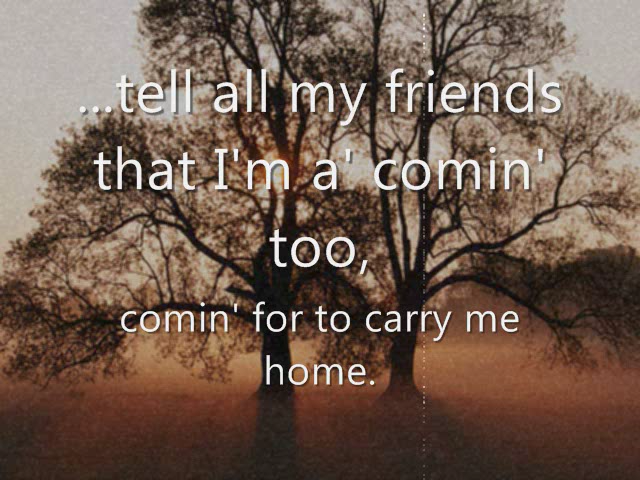 ...tell all my friends
that I'm a' comin'
too,
comin' for to carry me
home.